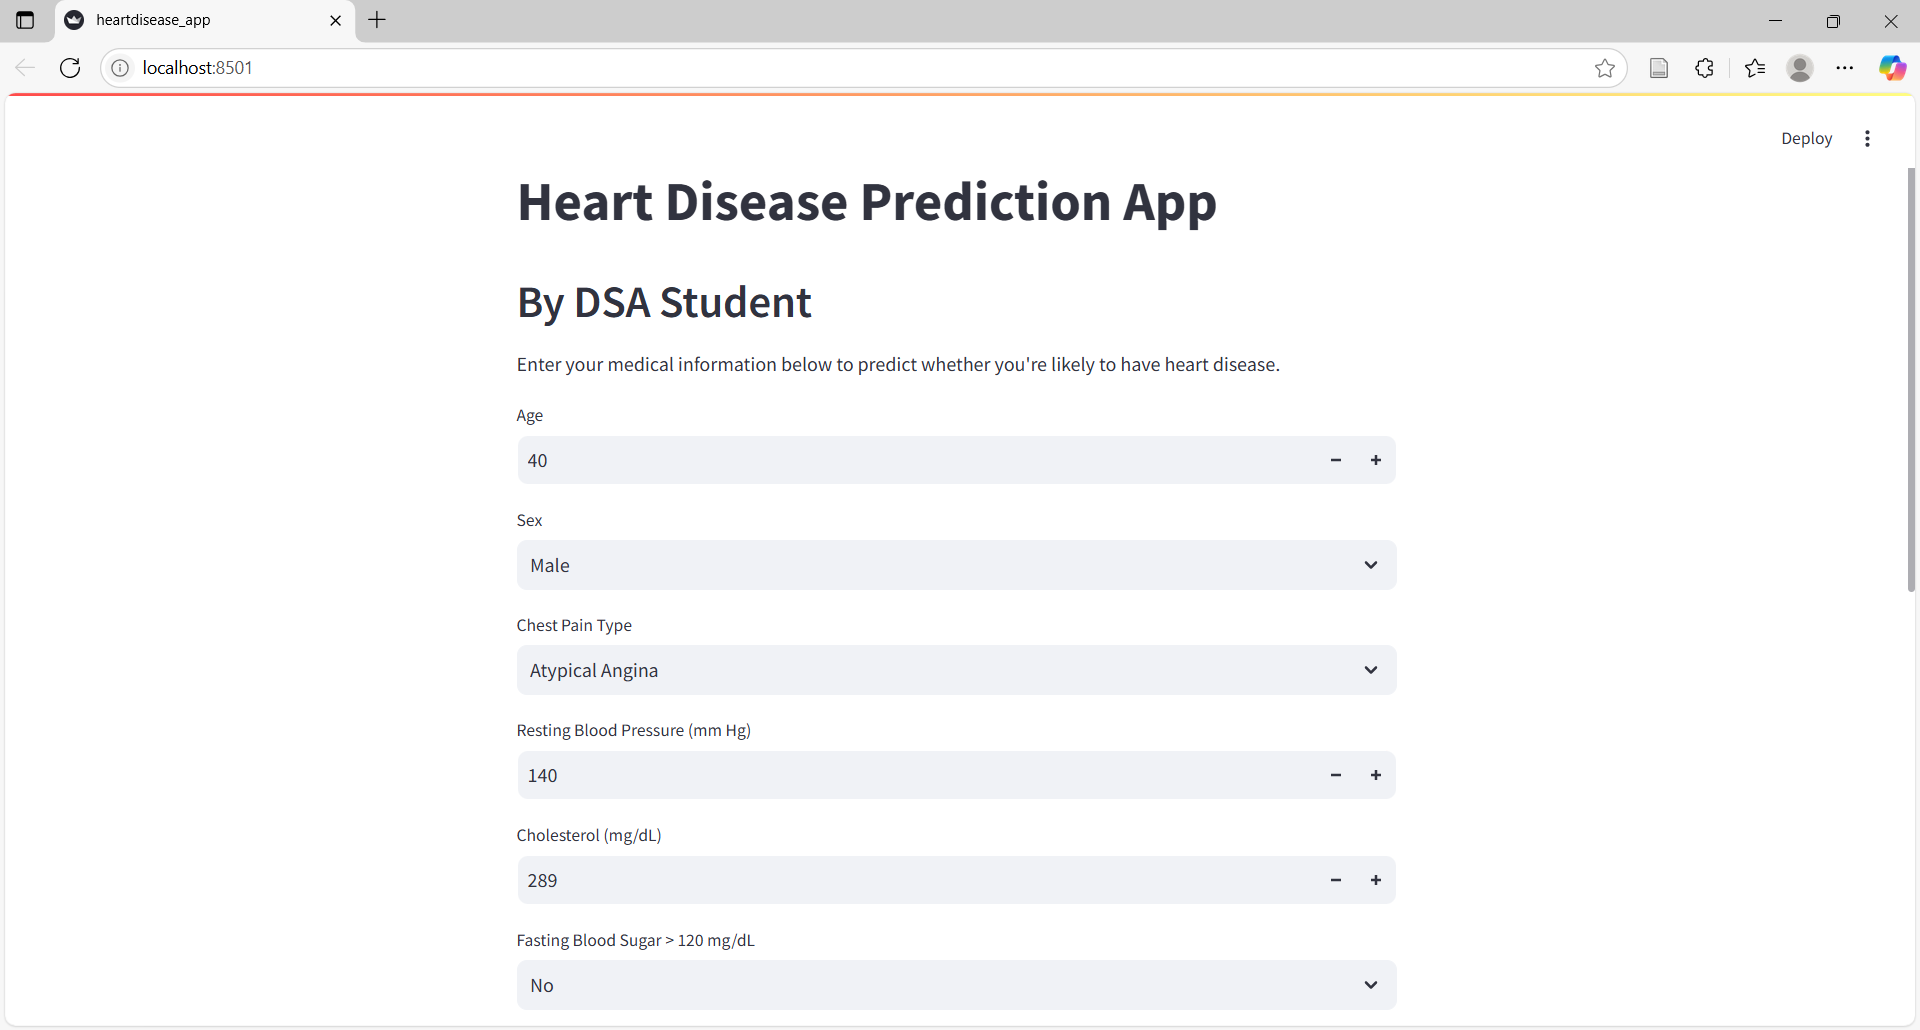 heartdisease_app
localhost:8501
Deploy
Heart Disease Prediction App
By DSA Student
Enter your medical information below to predict whether you're likely to have heart disease.
Age
40
Sex
Male
Chest Pain Type
Atypical Angina
Resting Blood Pressure (mm Hg)
140
Cholesterol (mg/dL)
289
Fasting Blood Sugar > 120 mg/dL
No